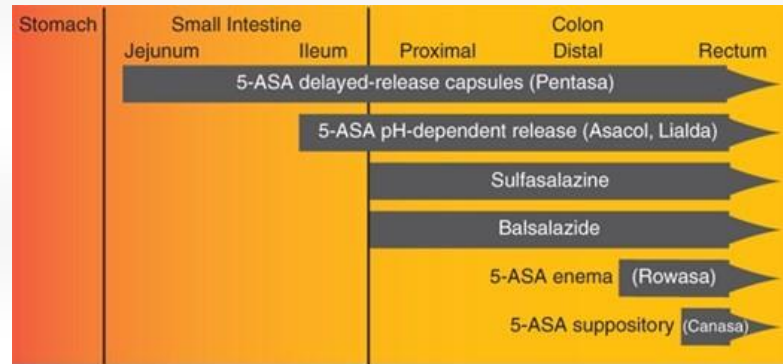 Stomach Small Intestine Colon
Jejunum Ileum Proximal Distal Rectum
5-ASA delayed-release capsules (Pentasa)
5-ASA pH-dependent release (Asacol, Lialda)
Sulfasalazine
Balsalazide
5-ASA enema (Rowasa)
5-ASA suppository (Canasa)